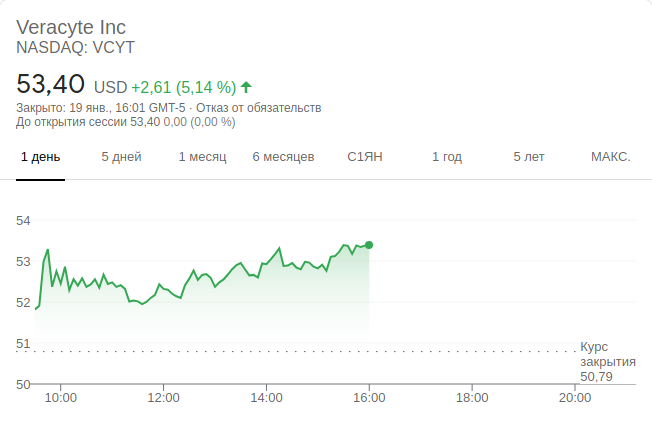 Veracyte Inc
NASDAQ: VCYT
53,40 USD +2,61 (5,14 %)
Закрыто: 19 янв., 16:01 GMT-5 · Отказ от обязательств
До открытия сессии 53,40 0,00 (0,00 %)
1 день 5 дней 1 месяц 6 месяцев С1ЯН 1 год 5 лет МАКС.
54
53
52
51
50
Курс
закрытия
50,79
10:00 12:00 14:00 16:00 18:00 20:00